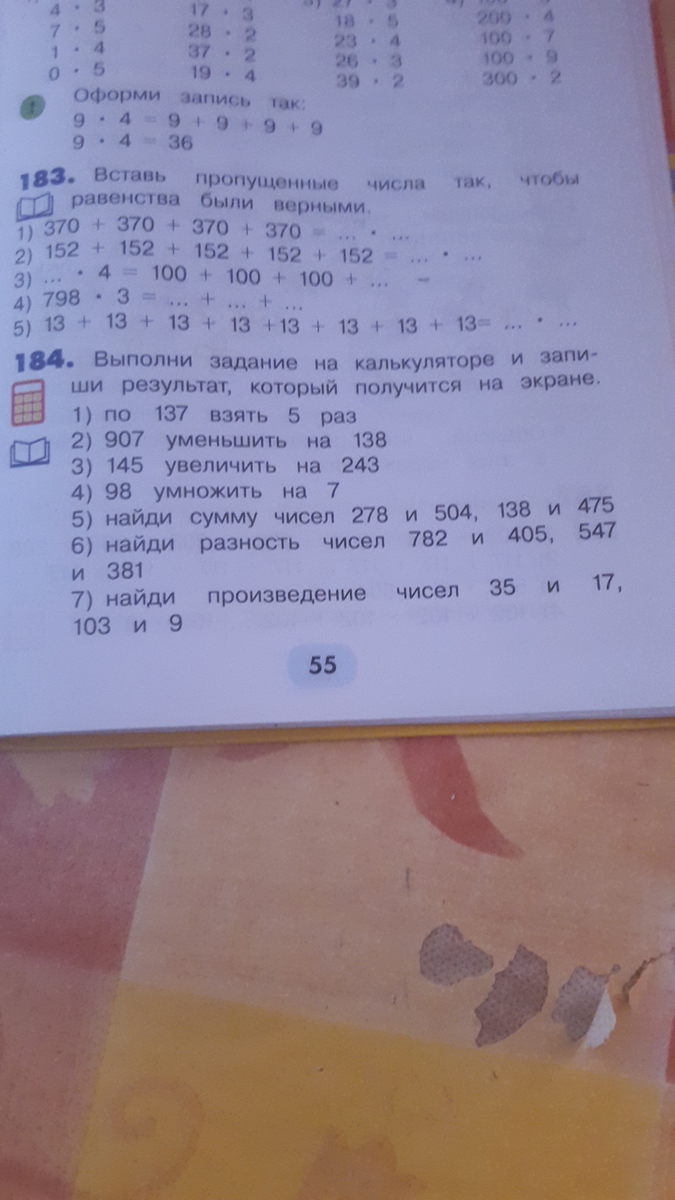 4 · 3 17 · 3
7 · 5 28 · 2 18 · 5 200 · 4
1 · 4 37 · 2 23 · 4 100 · 7
0 · 5 19 · 4 26 · 3 100 · 9
39 · 2 300 · 2
! Оформи запись так:
9 · 4 = 9 + 9 + 9 + 9
9 · 4 = 36
183. Вставь пропущенные числа так, чтобы
равенства были верными.
1) 370 + 370 + 370 + 370 = ... · ...
2) 152 + 152 + 152 + 152 + 152 = ... · ...
3) ... · 4 = 100 + 100 + 100 + ...
4) 798 · 3 = ... + ... + ...
5) 13 + 13 + 13 + 13 +13 + 13 + 13 + 13= ... · ...
184. Выполни задание на калькуляторе и запи-
ши результат, который получится на экране.
1) по 137 взять 5 раз
2) 907 уменьшить на 138
3) 145 увеличить на 243
4) 98 умножить на 7
5) найди сумму чисел 278 и 504, 138 и 475
6) найди разность чисел 782 и 405, 547
и 381
7) найди произведение чисел 35 и 17,
103 и 9
55